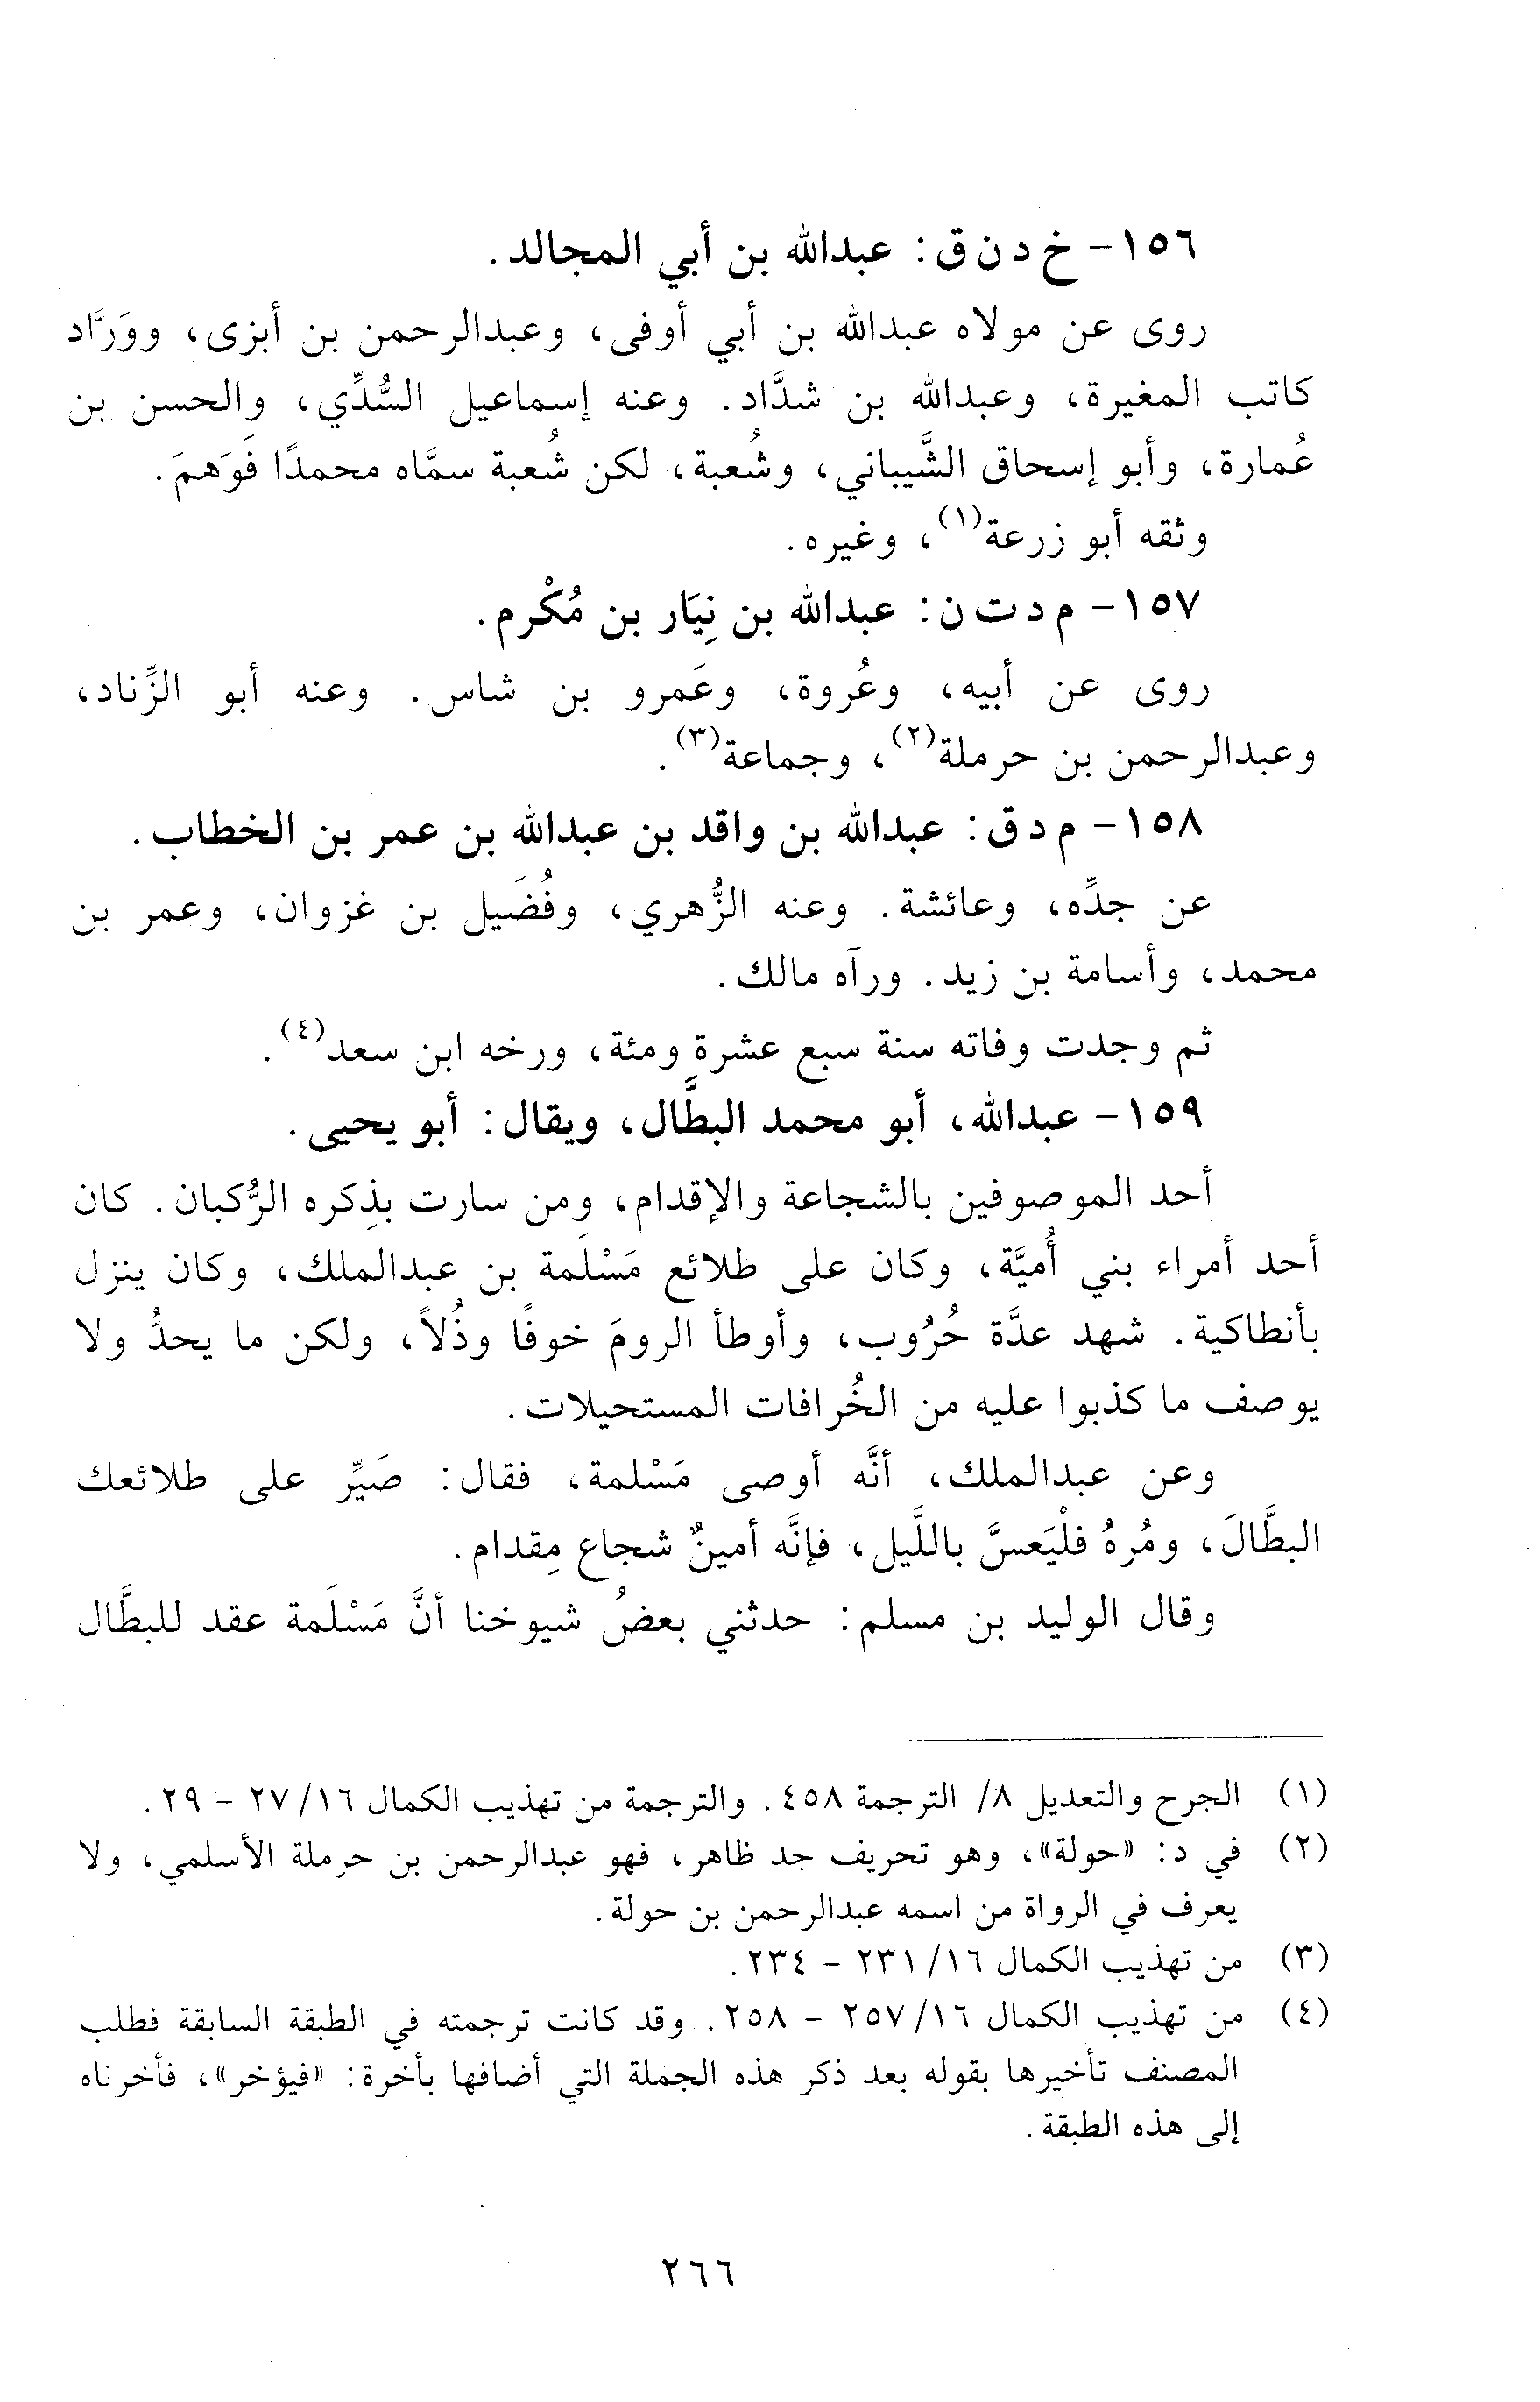 ١٥٦- خ د ن ق: عبدالله بن أبي المجالد.
روى عن مولاه عبدالله بن أبي أوفى، وعبدالرحمن بن أبزى، ووَرَّاد
كاتب المغيرة، وعبدالله بن شدَّاد. وعنه إسماعيل السُّدِّي، والحسن بن
عُمارة، وأبو إسحاق الشَّيباني، وشُعبة، لكن شُعبة سمَّاه محمدًا فَوَهمَ.
وثقه أبو زرعة(١)، وغيره.
١٥٧- م د ت ن: عبدالله بن نِيَار بن مُكْرم.
روى عن أبيه، وعُروة، وعَمرو بن شاس. وعنه أبو الزِّناد،
وعبدالرحمن بن حرملة(٢)، وجماعة(٣).
١٥٨- م د ق: عبدالله بن واقد بن عبدالله بن عمر بن الخطاب.
عن جدِّه، وعائشة. وعنه الزُّهري، وفُضَيل بن غزوان، وعمر بن
محمد، وأسامة بن زيد. ورآه مالك.
ثم وجدت وفاته سنة سبع عشرة ومئة، ورخه ابن سعد(٤).
١٥٩- عبدالله، أبو محمد البطَّال، ويقال: أبو يحيى.
أحد الموصوفين بالشجاعة والإقدام، ومن سارت بذِكره الرُّكبان. كان
أحد أمراء بني أُميَّة، وكان على طلائع مَسْلَمة بن عبدالملك، وكان ينزل
بأنطاكية. شهد عدَّة حُرُوب، وأوطأ الرومَ خوفًا وذُلاً، ولكن ما يحدُّ ولا
يوصف ما كذبوا عليه من الخُرافات المستحيلات.
وعن عبدالملك، أنَّه أوصى مَسْلمة، فقال: صَيِّر على طلائعك
البطَّالَ، ومُرهُ فلْيَعسَّ باللَّيل، فإنَّه أمينٌ شجاع مِقدام.
وقال الوليد بن مسلم: حدثني بعضُ شيوخنا أنَّ مَسْلَمة عقد للبطَّال
(١) الجرح والتعديل ٨/ الترجمة ٤٥٨. والترجمة من تهذيب الكمال ١٦/ ٢٧ - ٢٩.
(٢) في د: «حولة»، وهو تحريف جد ظاهر، فهو عبدالرحمن بن حرملة الأسلمي، ولا
يعرف في الرواة من اسمه عبدالرحمن بن حولة.
(٣) من تهذيب الكمال ١٦/ ٢٣١ - ٢٣٤.
(٤) من تهذيب الكمال ١٦/ ٢٥٧ - ٢٥٨. وقد كانت ترجمته في الطبقة السابقة فطلب
المصنف تأخيرها بقوله بعد ذكر هذه الجملة التي أضافها بأخرة: «فيؤخر»، فأخرناه
إلى هذه الطبقة.
٢٦٦